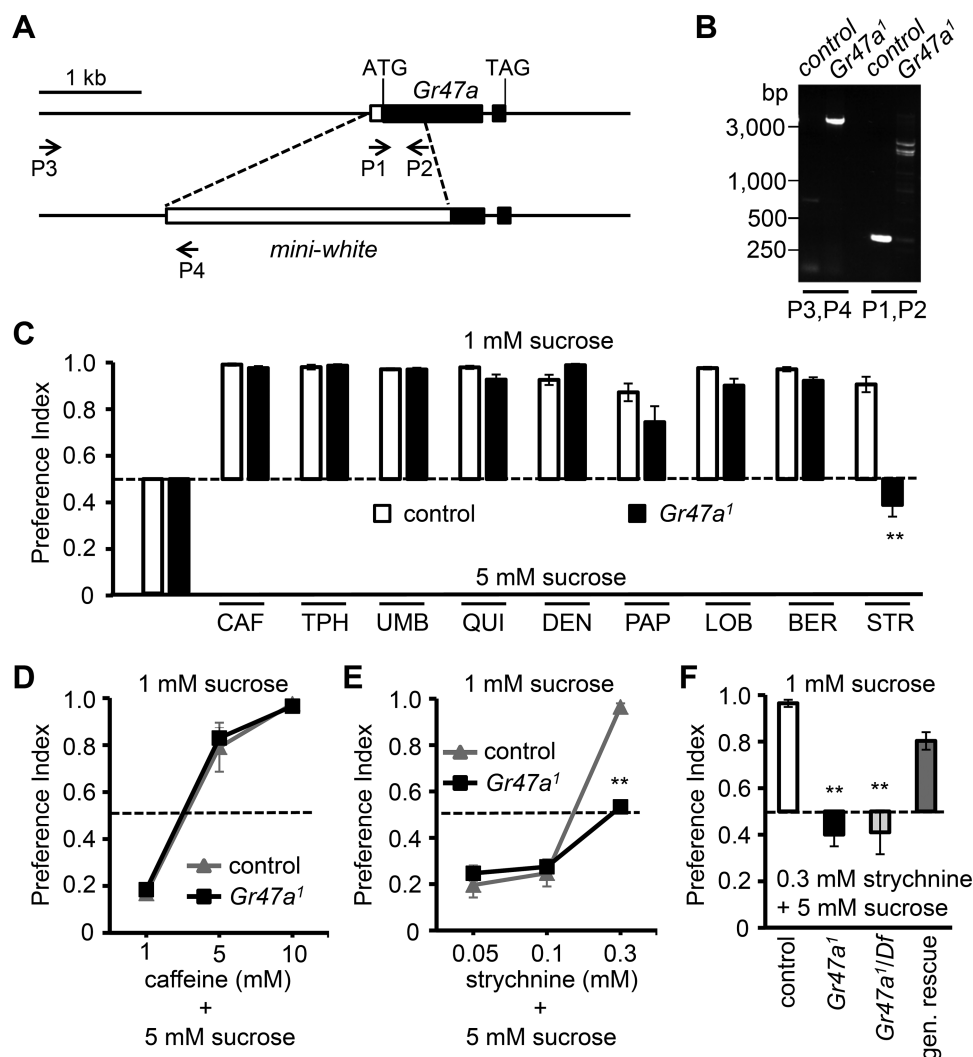 A
1 kb
ATG
TAG
Gr47a
P3
P1
P2
mini-white
P4
B
control
Gr47a¹
control
Gr47a¹
bp
3,000
1,000
500
250
P3,P4
P1,P2
C
1 mM sucrose
Preference Index
1.0
0.8
0.6
0.4
0.2
0
control
Gr47a¹
**
5 mM sucrose
CAF TPH UMB QUI DEN PAP LOB BER STR
D
1 mM sucrose
Preference Index
1.0
0.8
0.6
0.4
0.2
0
control
Gr47a¹
1 5 10
caffeine (mM)
+
5 mM sucrose
E
1 mM sucrose
Preference Index
1.0
0.8
0.6
0.4
0.2
0
control
Gr47a¹
**
0.05 0.1 0.3
strychnine (mM)
+
5 mM sucrose
F
1 mM sucrose
Preference Index
1.0
0.8
0.6
0.4
0.2
0
** **
0.3 mM strychnine
+ 5 mM sucrose
control
Gr47a¹
Gr47a¹/Df
gen. rescue